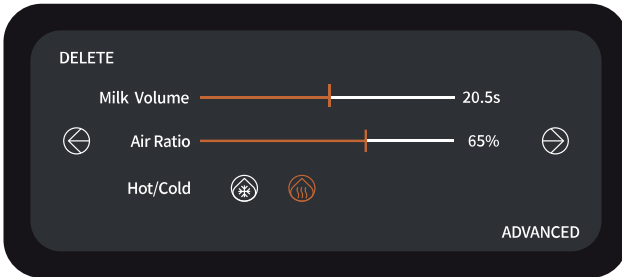 DELETE
Milk Volume 20.5s
Air Ratio 65%
Hot/Cold
ADVANCED